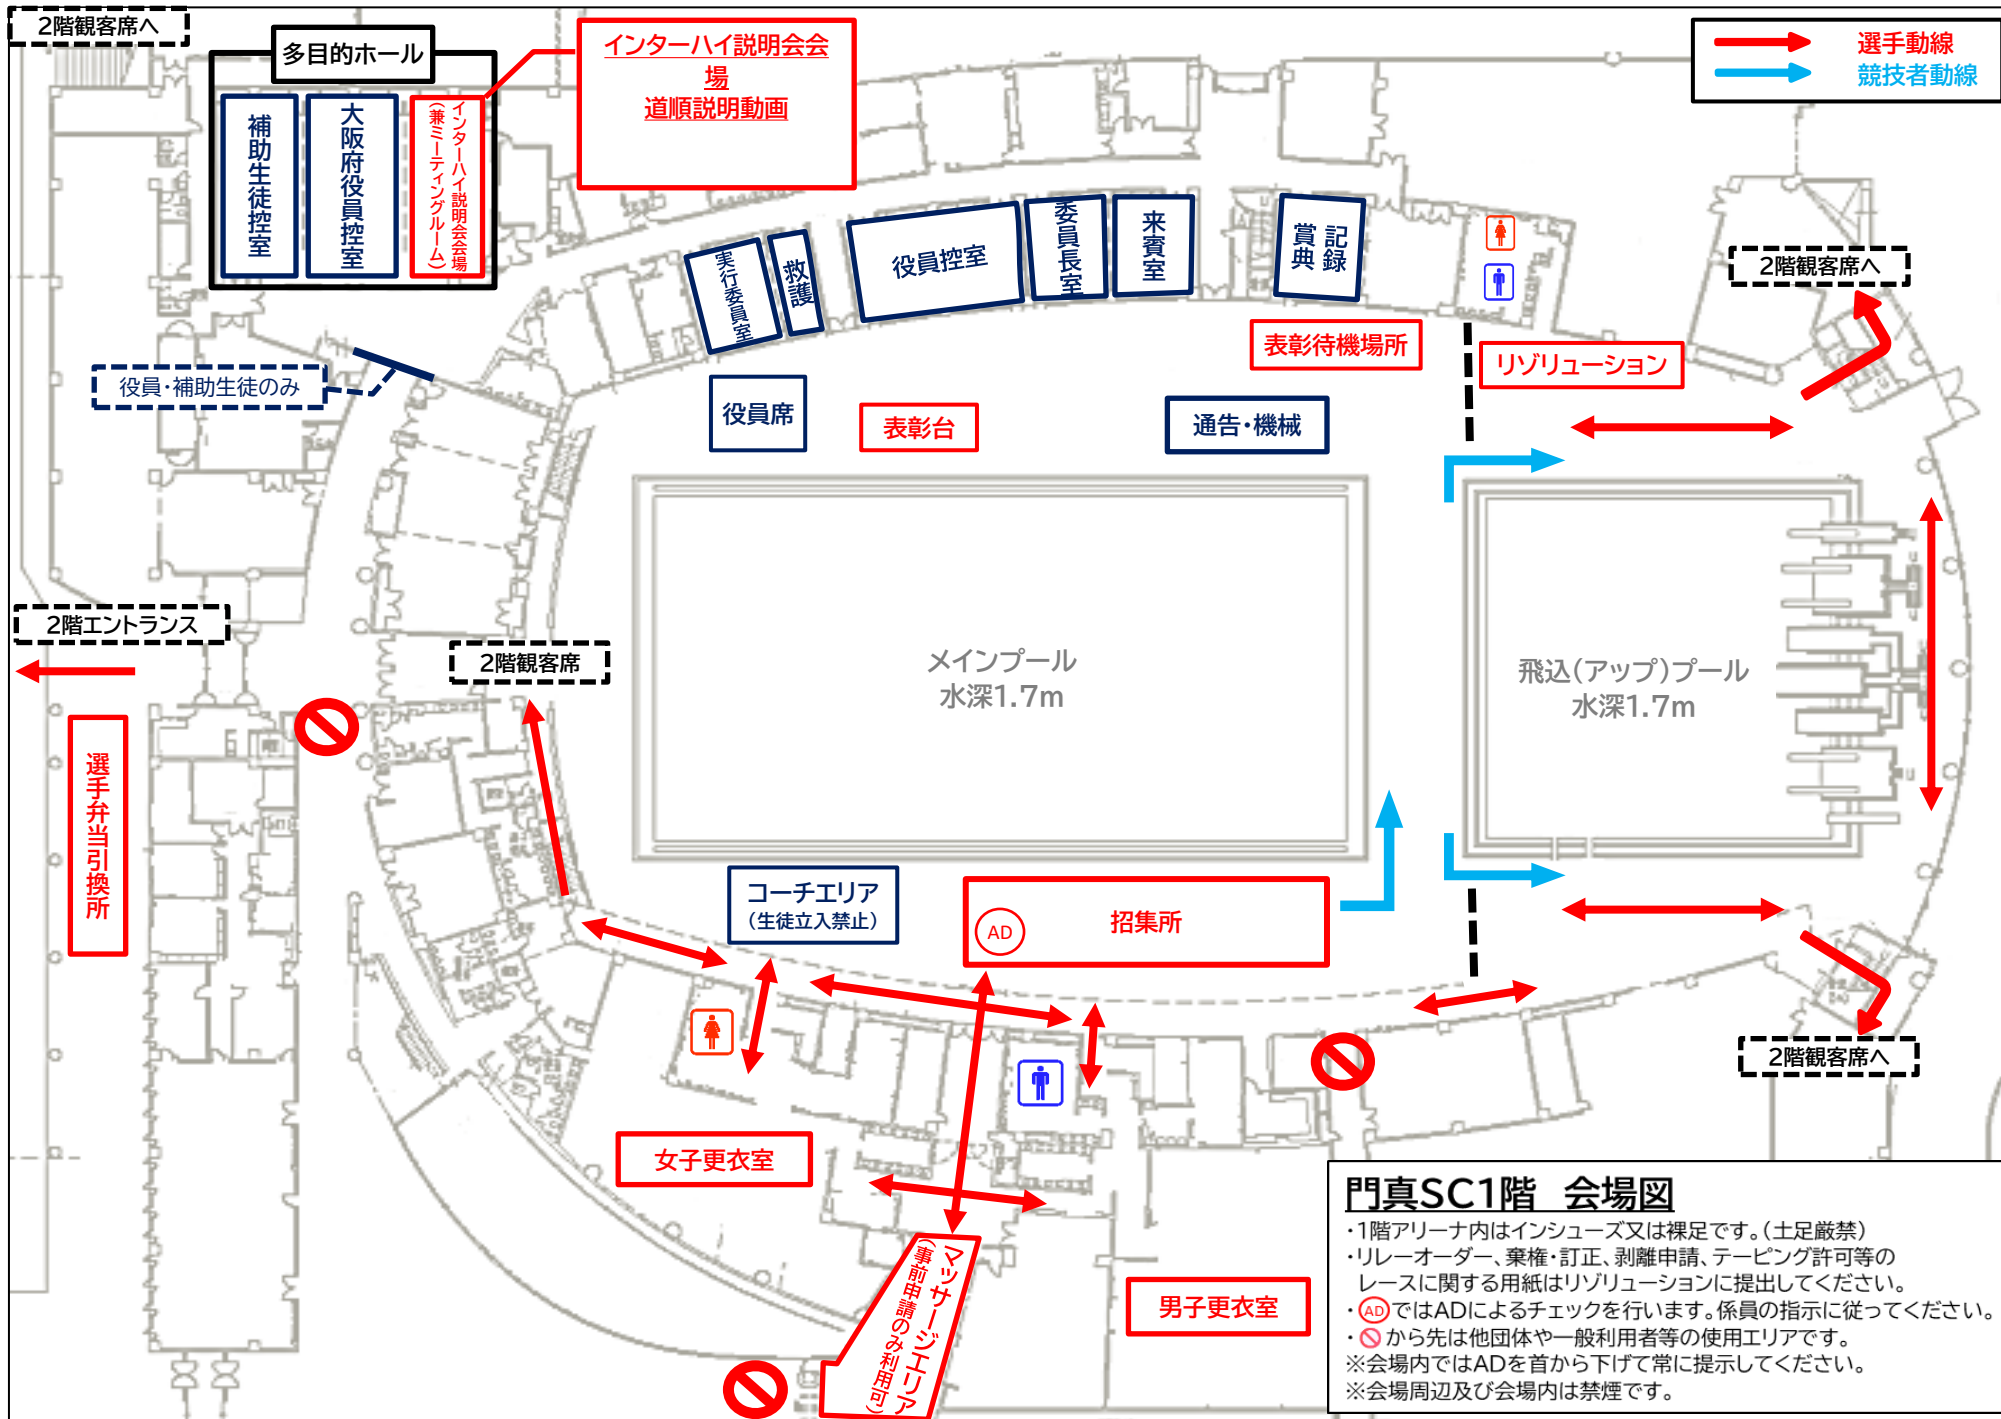 2階観客席へ
多目的ホール
補助生徒控室
大阪府役員控室
インターハイ説明会会場
(兼ミーティングルーム)
インターハイ説明会会
場
道順説明動画
選手動線
競技者動線
実行委員室
救護
役員控室
委員長室
来賓室
記録
賞典
2階観客席へ
表彰待機場所
リゾリューション
役員・補助生徒のみ
役員席
表彰台
通告・機械
2階エントランス
2階観客席
メインプール
水深1.7m
飛込(アップ)プール
水深1.7m
選手弁当引換所
コーチエリア
(生徒立入禁止)
AD
招集所
2階観客席へ
女子更衣室
マッサージエリア
(事前申請のみ利用可)
男子更衣室
門真SC1階 会場図
・1階アリーナ内はインシューズ又は裸足です。(土足厳禁)
・リレーオーダー、棄権・訂正、剥離申請、テーピング許可等の
レースに関する用紙はリゾリューションに提出してください。
・ADではADによるチェックを行います。係員の指示に従ってください。
・から先は他団体や一般利用者等の使用エリアです。
※会場内ではADを首から下げて常に提示してください。
※会場周辺及び会場内は禁煙です。